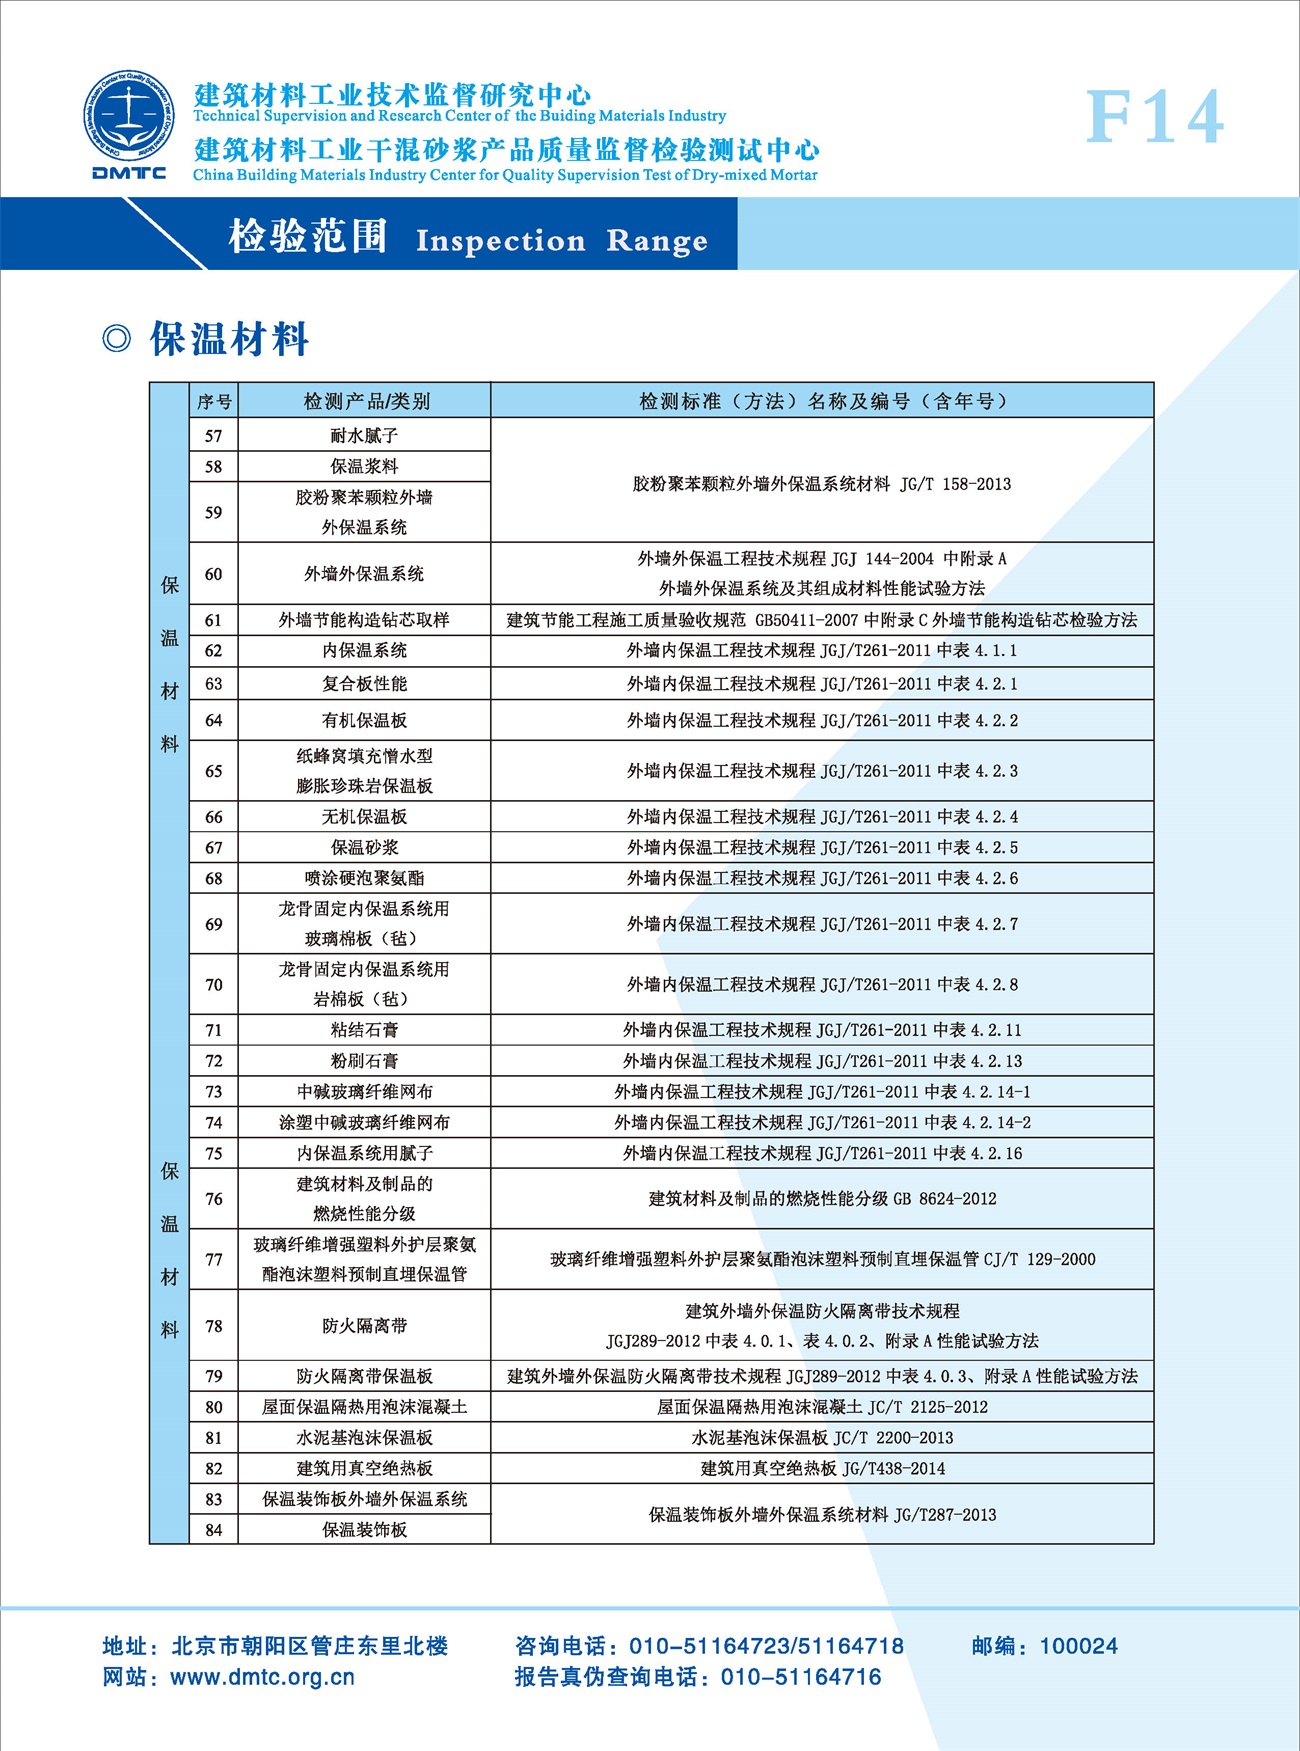 建筑材料工业技术监督研究中心
Technical Supervision and Research Center of the Buiding Materials Industry
建筑材料工业干混砂浆产品质量监督检验测试中心
China Building Materials Industry Center for Quality Supervision Test of Dry-mixed Mortar
DMTC
F14
检验范围 Inspection Range
◎ 保温材料
序号 检测产品/类别 检测标准（方法）名称及编号（含年号）
保温材料
57 耐水腻子
58 保温浆料
胶粉聚苯颗粒外墙外保温系统材料 JG/T 158-2013
59 胶粉聚苯颗粒外墙
外保温系统
60 外墙外保温系统 外墙外保温工程技术规程 JGJ 144-2004 中附录 A
外墙外保温系统及其组成材料性能试验方法
61 外墙节能构造钻芯取样 建筑节能工程施工质量验收规范 GB50411-2007 中附录 C 外墙节能构造钻芯检验方法
62 内保温系统 外墙内保温工程技术规程 JGJ/T261-2011 中表 4.1.1
63 复合板性能 外墙内保温工程技术规程 JGJ/T261-2011 中表 4.2.1
64 有机保温板 外墙内保温工程技术规程 JGJ/T261-2011 中表 4.2.2
65 纸蜂窝填充憎水型
膨胀珍珠岩保温板 外墙内保温工程技术规程 JGJ/T261-2011 中表 4.2.3
66 无机保温板 外墙内保温工程技术规程 JGJ/T261-2011 中表 4.2.4
67 保温砂浆 外墙内保温工程技术规程 JGJ/T261-2011 中表 4.2.5
68 喷涂硬泡聚氨酯 外墙内保温工程技术规程 JGJ/T261-2011 中表 4.2.6
69 龙骨固定内保温系统用
玻璃棉板（毡） 外墙内保温工程技术规程 JGJ/T261-2011 中表 4.2.7
70 龙骨固定内保温系统用
岩棉板（毡） 外墙内保温工程技术规程 JGJ/T261-2011 中表 4.2.8
71 粘结石膏 外墙内保温工程技术规程 JGJ/T261-2011 中表 4.2.11
72 粉刷石膏 外墙内保温工程技术规程 JGJ/T261-2011 中表 4.2.13
73 中碱玻璃纤维网布 外墙内保温工程技术规程 JGJ/T261-2011 中表 4.2.14-1
74 涂塑中碱玻璃纤维网布 外墙内保温工程技术规程 JGJ/T261-2011 中表 4.2.14-2
75 内保温系统用腻子 外墙内保温工程技术规程 JGJ/T261-2011 中表 4.2.16
保温材料
76 建筑材料及制品的
燃烧性能分级 建筑材料及制品的燃烧性能分级 GB 8624-2012
77 玻璃纤维增强塑料外护层聚氨
酯泡沫塑料预制直埋保温管 玻璃纤维增强塑料外护层聚氨酯泡沫塑料预制直埋保温管 CJ/T 129-2000
78 防火隔离带 建筑外墙外保温防火隔离带技术规程
JGJ289-2012 中表 4.0.1、表 4.0.2、附录 A 性能试验方法
79 防火隔离带保温板 建筑外墙外保温防火隔离带技术规程 JGJ289-2012 中表 4.0.3、附录 A 性能试验方法
80 屋面保温隔热用泡沫混凝土 屋面保温隔热用泡沫混凝土 JC/T 2125-2012
81 水泥基泡沫保温板 水泥基泡沫保温板 JC/T 2200-2013
82 建筑用真空绝热板 建筑用真空绝热板 JG/T438-2014
83 保温装饰板外墙外保温系统
保温装饰板外墙外保温系统材料 JG/T287-2013
84 保温装饰板
地址：北京市朝阳区管庄东里北楼 咨询电话：010-51164723/51164718 邮编：100024
网站：www.dmtc.org.cn 报告真伪查询电话：010-51164716